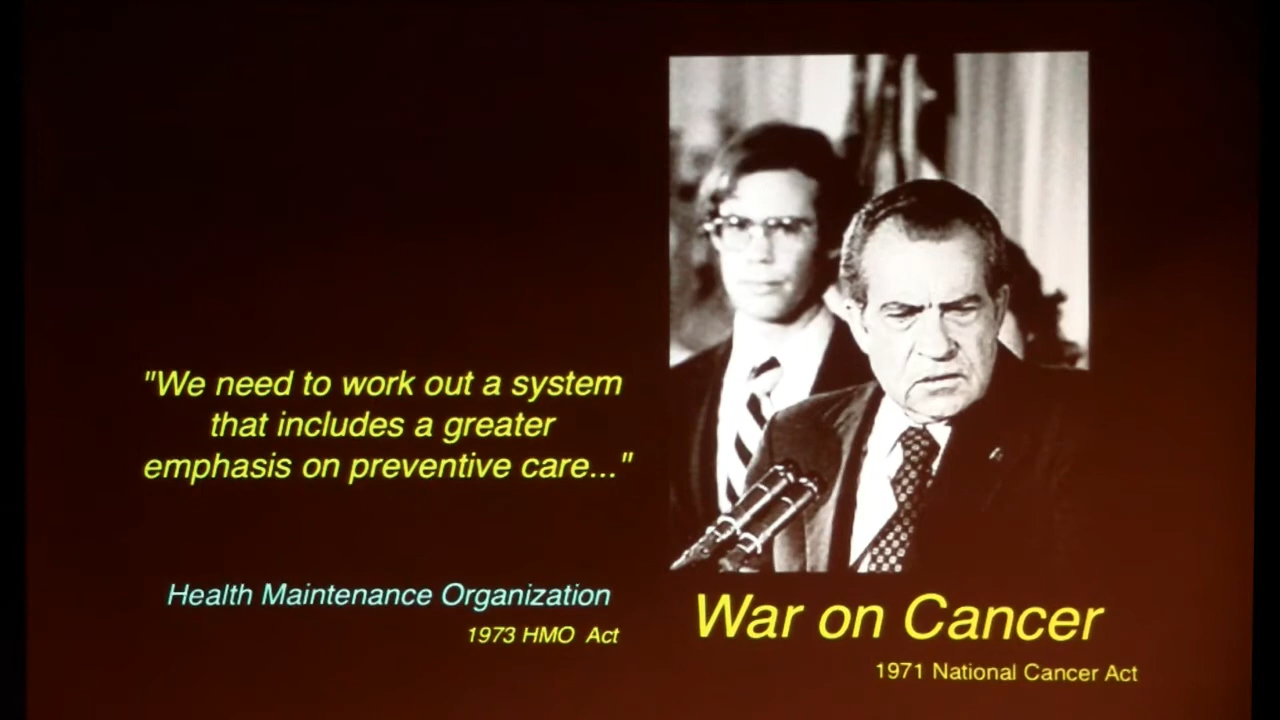 "We need to work out a system
that includes a greater
emphasis on preventive care..."
Health Maintenance Organization
1973 HMO Act
War on Cancer
1971 National Cancer Act